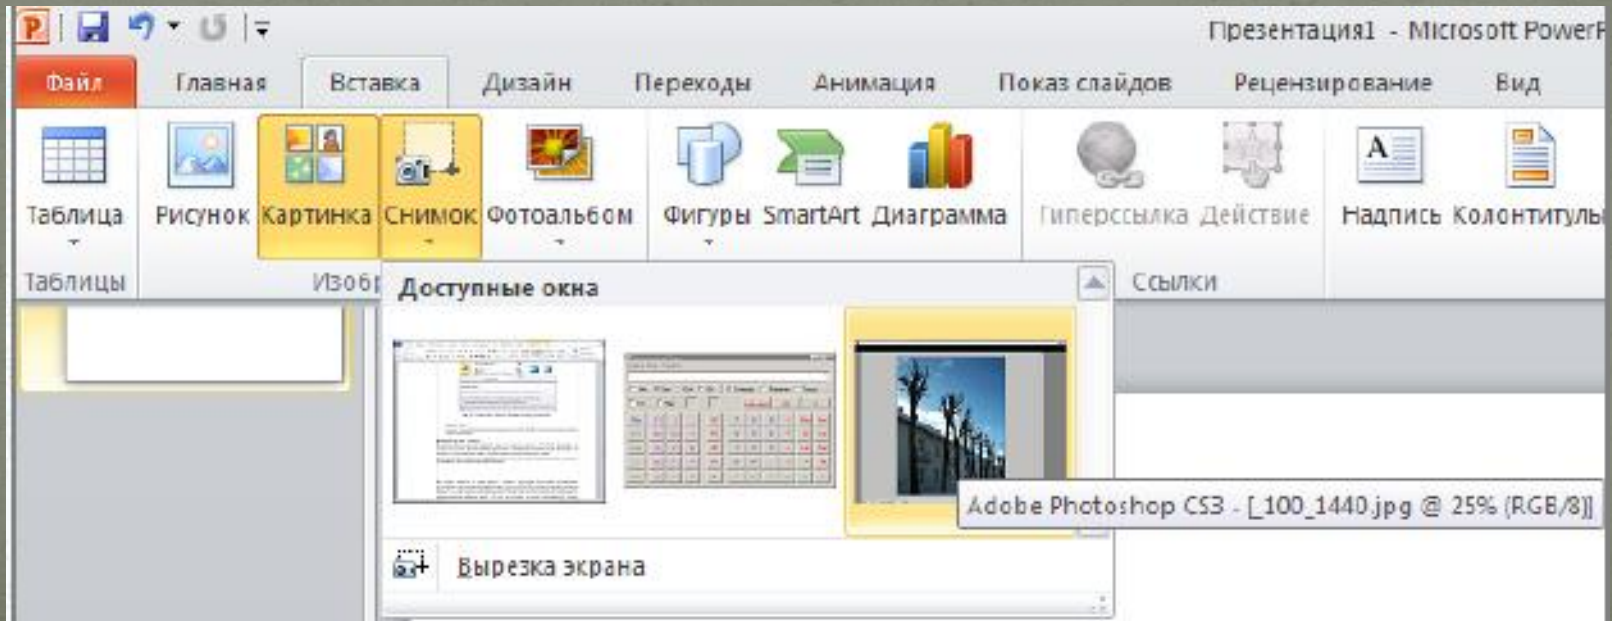 Презентация1 - Microsoft PowerP
Файл Главная Вставка Дизайн Переходы Анимация Показ слайдов Рецензирование Вид
Таблица Рисунок Картинка Снимок Фотоальбом Фигуры SmartArt Диаграмма Гиперссылка Действие Надпись Колонтитулы
Таблицы Изобр Ссылки
Доступные окна
Adobe Photoshop CS3 - [_100_1440.jpg @ 25% (RGB/8)]
Вырезка экрана